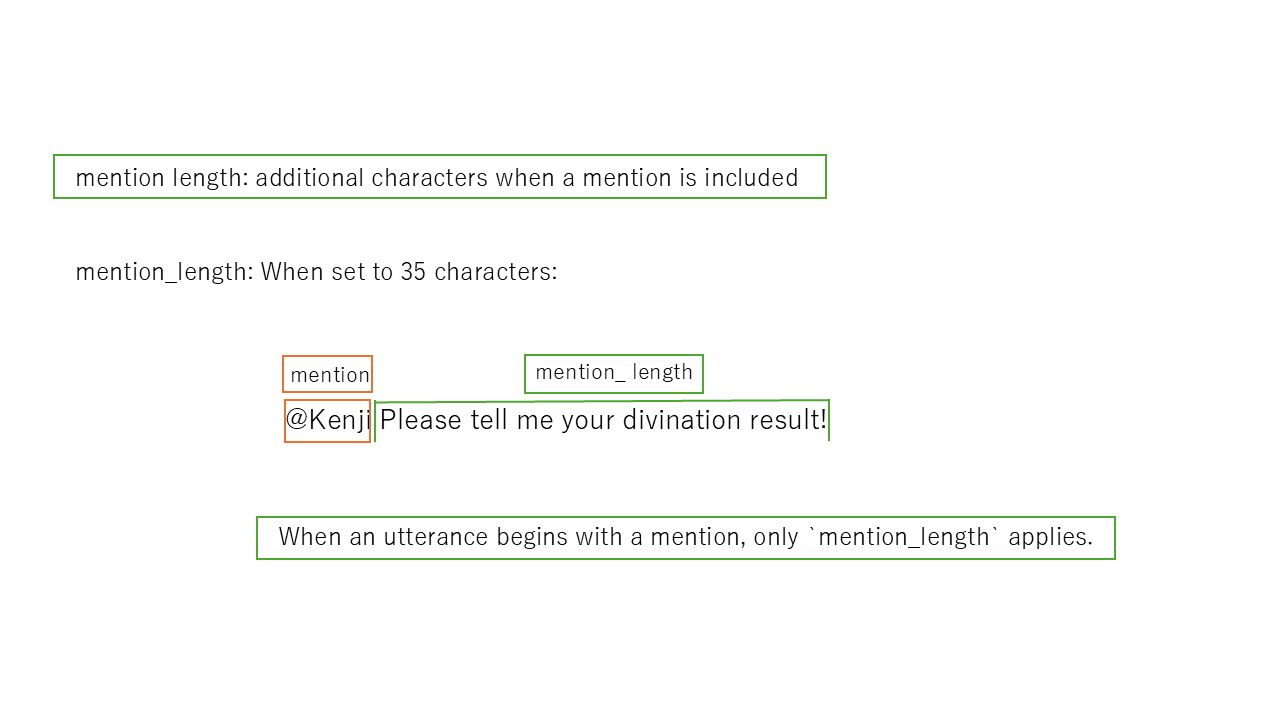 mention length: additional characters when a mention is included
mention_length: When set to 35 characters:
mention
mention_ length
@Kenji Please tell me your divination result!
When an utterance begins with a mention, only `mention_length` applies.